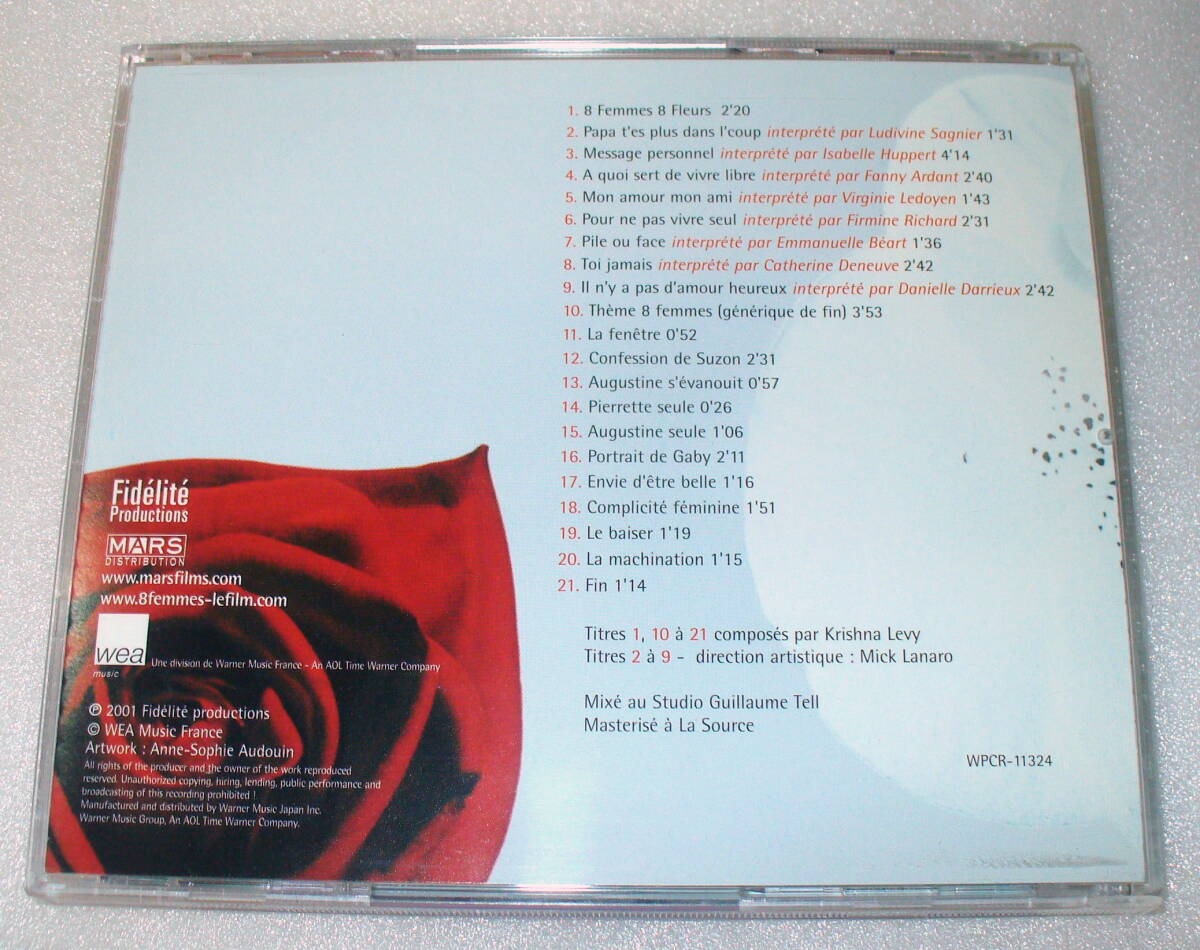 1. 8 Femmes 8 Fleurs 2'20
2. Papa t'es plus dans l'coup interprété par Ludivine Sagnier 1'31
3. Message personnel interprété par Isabelle Huppert 4'14
4. A quoi sert de vivre libre interprété par Fanny Ardant 2'40
5. Mon amour mon ami interprété par Virginie Ledoyen 1'43
6. Pour ne pas vivre seul interprété par Firmine Richard 2'31
7. Pile ou face interprété par Emmanuelle Béart 1'36
8. Toi jamais interprété par Catherine Deneuve 2'42
9. Il n'y a pas d'amour heureux interprété par Danielle Darrieux 2'42
10. Thème 8 femmes (générique de fin) 3'53
11. La fenêtre 0'52
12. Confession de Suzon 2'31
13. Augustine s'évanouit 0'57
14. Pierrette seule 0'26
15. Augustine seule 1'06
16. Portrait de Gaby 2'11
17. Envie d'être belle 1'16
18. Complicité féminine 1'51
19. Le baiser 1'19
20. La machination 1'15
21. Fin 1'14
Titres 1, 10 à 21 composés par Krishna Levy
Titres 2 à 9 - direction artistique : Mick Lanaro
Mixé au Studio Guillaume Tell
Masterisé à La Source
WPCR-11324
Fidélité
Productions
MARS
DISTRIBUTION
www.marsfilms.com
www.8femmes-lefilm.com
wea
music
Une division de Warner Music France - An AOL Time Warner Company
℗ 2001 Fidélité productions
© WEA Music France
Artwork : Anne-Sophie Audouin
All rights of the producer and the owner of the work reproduced
reserved. Unauthorized copying, hiring, lending, public performance and
broadcasting of this recording prohibited !
Manufactured and distributed by Warner Music Japan Inc.
Warner Music Group, An AOL Time Warner Company.